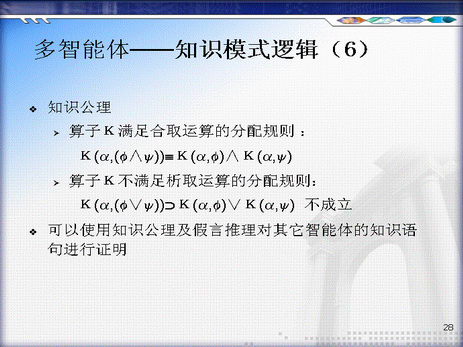 多智能体——知识模式逻辑（6）
❖ 知识公理
➢ 算子 K 满足合取运算的分配规则 ：
K (α,(ϕ∧ψ))≡ K (α,ϕ)∧ K (α,ψ)
➢ 算子 K 不满足析取运算的分配规则：
K (α,(ϕ∨ψ))⊃ K (α,ϕ)∨ K (α,ψ) 不成立
❖ 可以使用知识公理及假言推理对其它智能体的知识语
句进行证明
28